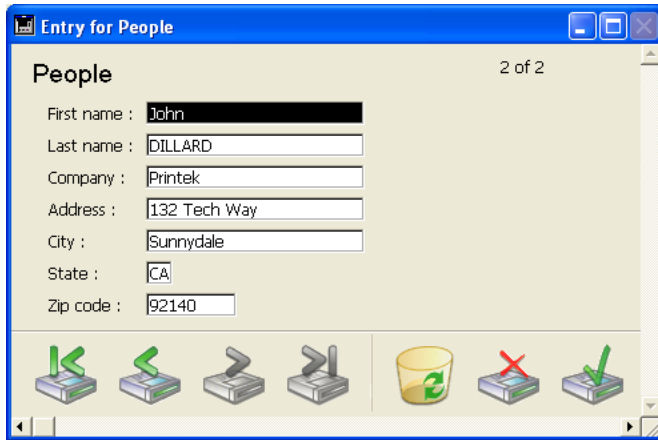 Entry for People
People
2 of 2
First name : John
Last name : DILLARD
Company : Printek
Address : 132 Tech Way
City : Sunnydale
State : CA
Zip code : 92140